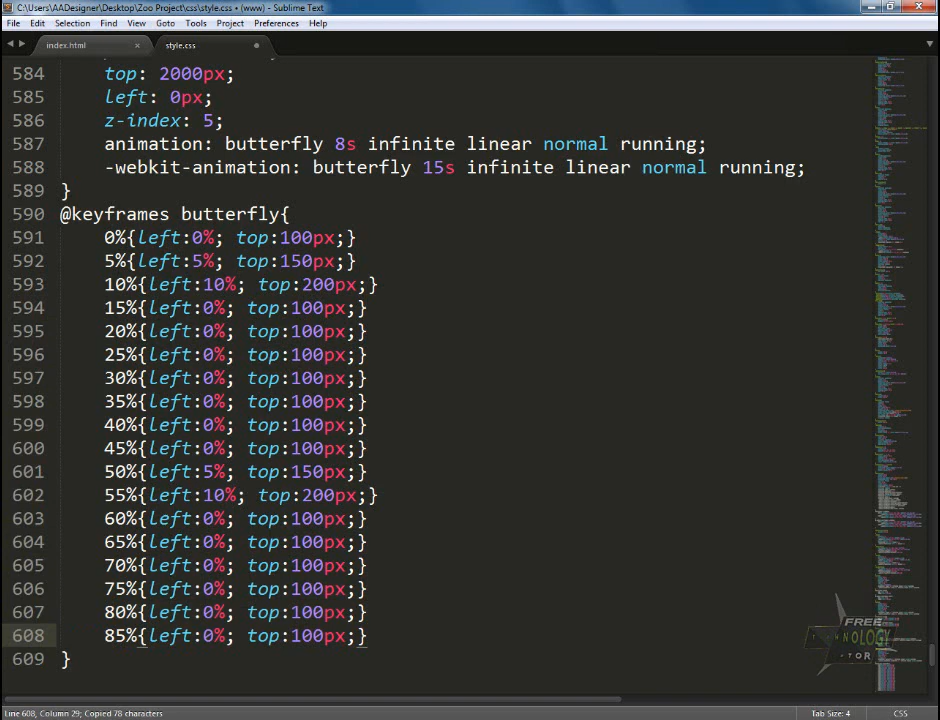 C:\Users\AADesigner\Desktop\Zoo Project\css\style.css • (www) - Sublime Text
File Edit Selection Find View Goto Tools Project Preferences Help
index.html × style.css
584 top: 2000px;
585 left: 0px;
586 z-index: 5;
587 animation: butterfly 8s infinite linear normal running;
588 -webkit-animation: butterfly 15s infinite linear normal running;
589 }
590 @keyframes butterfly{
591 0%{left:0%; top:100px;}
592 5%{left:5%; top:150px;}
593 10%{left:10%; top:200px;}
594 15%{left:0%; top:100px;}
595 20%{left:0%; top:100px;}
596 25%{left:0%; top:100px;}
597 30%{left:0%; top:100px;}
598 35%{left:0%; top:100px;}
599 40%{left:0%; top:100px;}
600 45%{left:0%; top:100px;}
601 50%{left:5%; top:150px;}
602 55%{left:10%; top:200px;}
603 60%{left:0%; top:100px;}
604 65%{left:0%; top:100px;}
605 70%{left:0%; top:100px;}
606 75%{left:0%; top:100px;}
607 80%{left:0%; top:100px;}
608 85%{left:0%; top:100px;}
609 }
FREE
Line 608, Column 29; Copied 78 characters Tab Size: 4 CSS